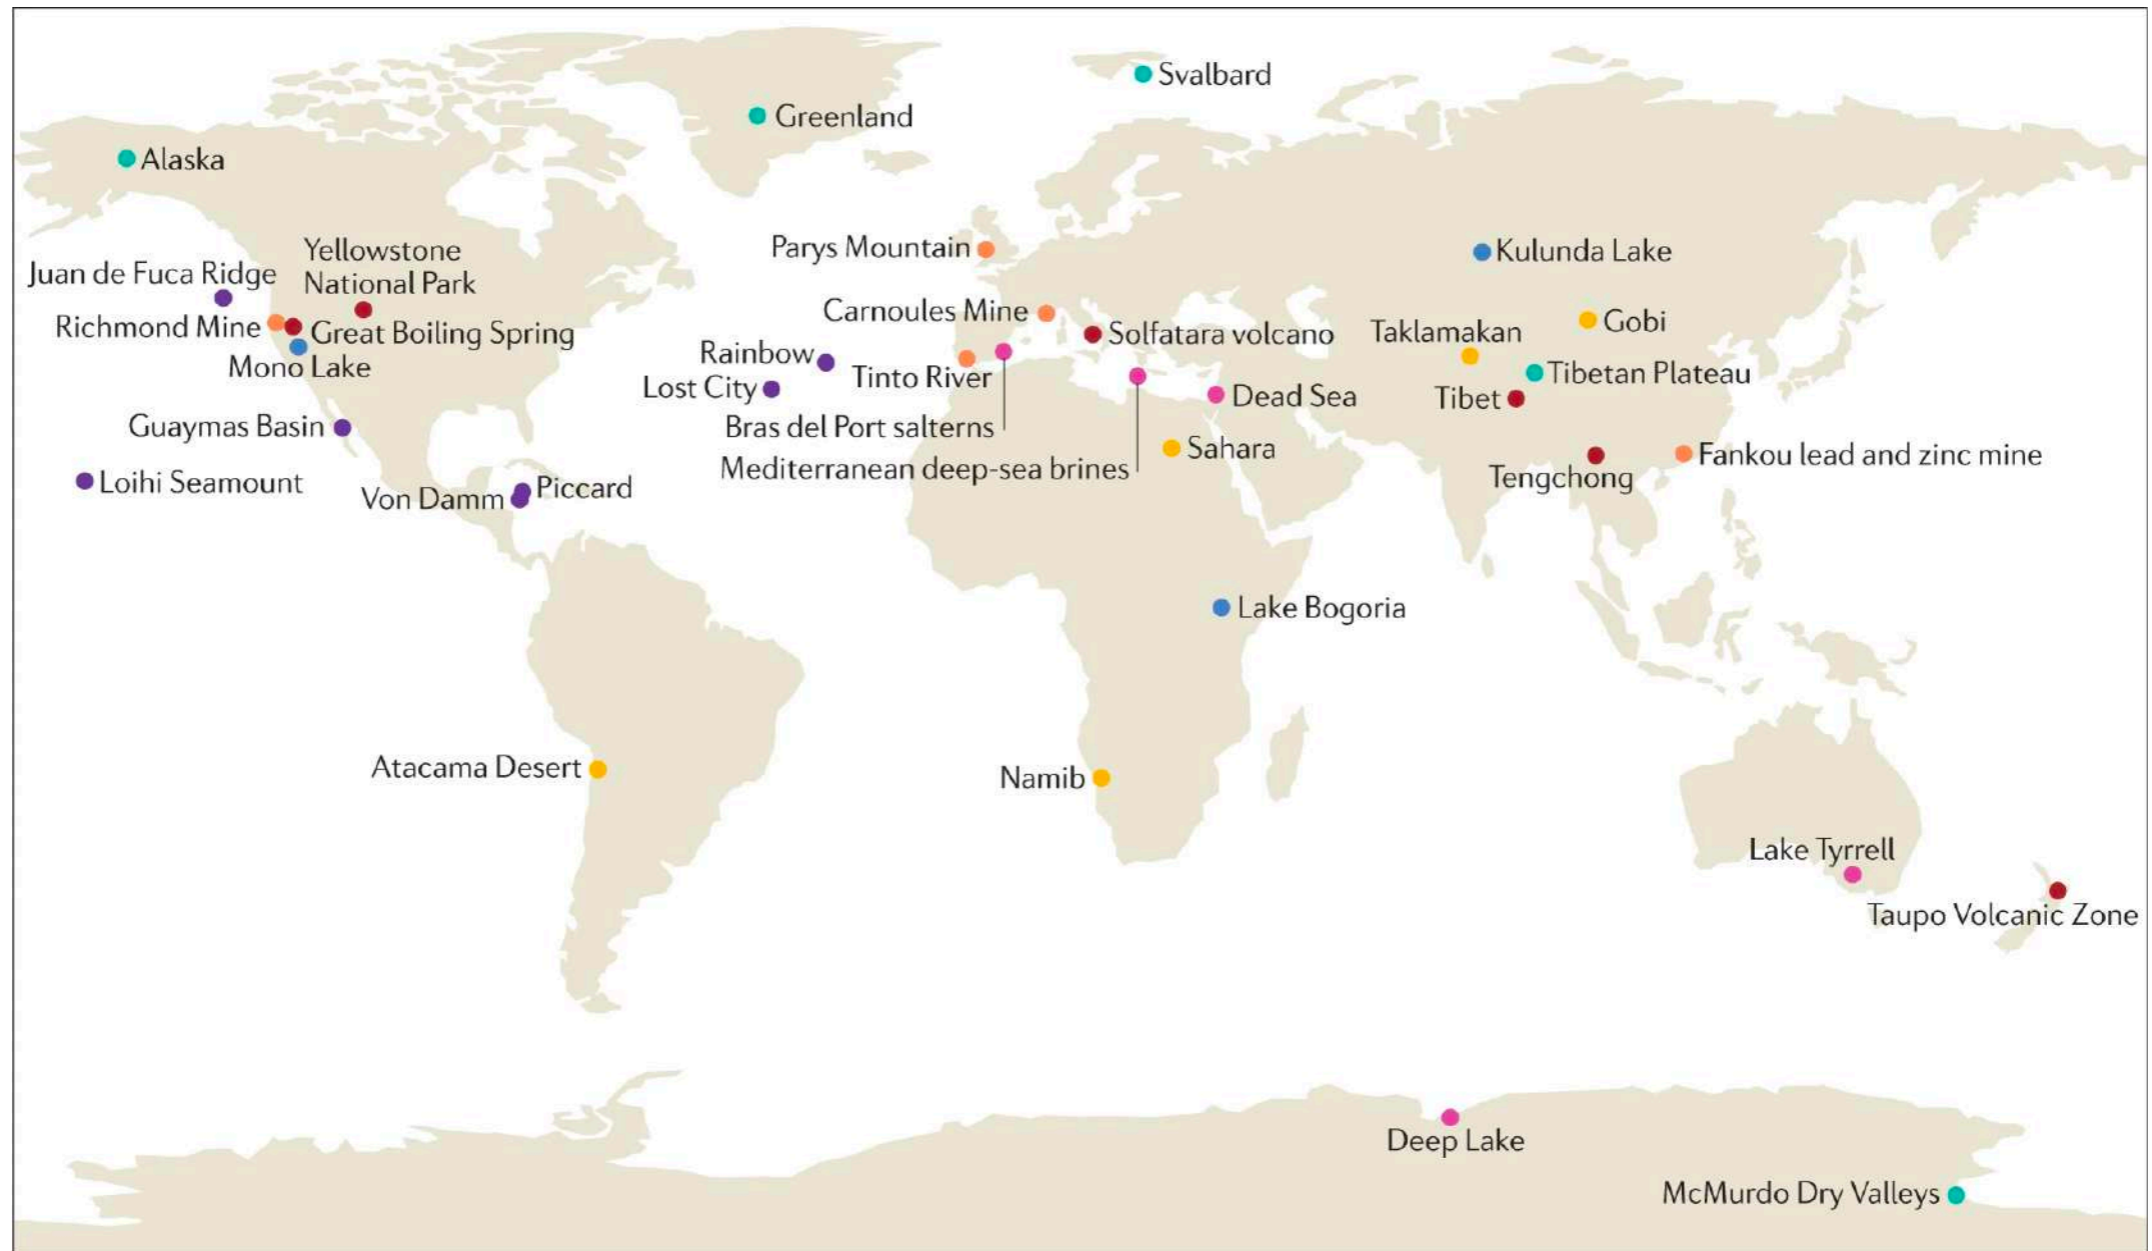 Svalbard
Greenland
Alaska
Yellowstone
National Park
Juan de Fuca Ridge
Richmond Mine
Great Boiling Spring
Mono Lake
Guaymas Basin
Loihi Seamount
Von Damm
Piccard
Parys Mountain
Carnoules Mine
Solfatara volcano
Rainbow
Lost City
Tinto River
Bras del Port salterns
Mediterranean deep-sea brines
Dead Sea
Sahara
Kulunda Lake
Gobi
Taklamakan
Tibetan Plateau
Tibet
Tengchong
Fankou lead and zinc mine
Lake Bogoria
Atacama Desert
Namib
Lake Tyrrell
Taupo Volcanic Zone
Deep Lake
McMurdo Dry Valleys